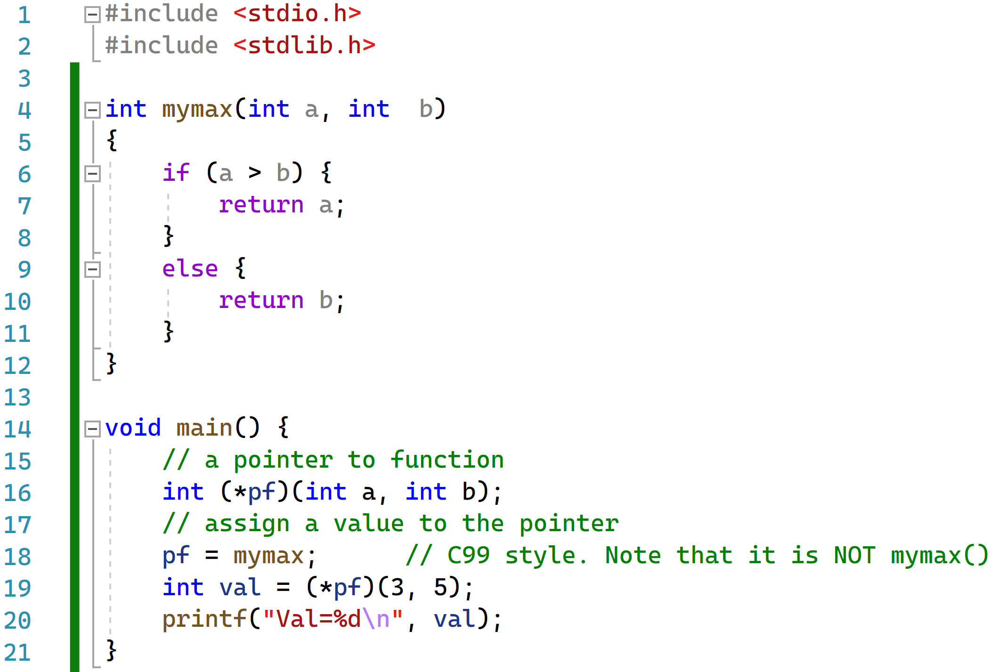 1 #include <stdio.h>
2 #include <stdlib.h>
3
4 int mymax(int a, int  b)
5 {
6     if (a > b) {
7         return a;
8     }
9     else {
10         return b;
11     }
12 }
13
14 void main() {
15     // a pointer to function
16     int (*pf)(int a, int b);
17     // assign a value to the pointer
18     pf = mymax;      // C99 style. Note that it is NOT mymax()
19     int val = (*pf)(3, 5);
20     printf("Val=%d\n", val);
21 }